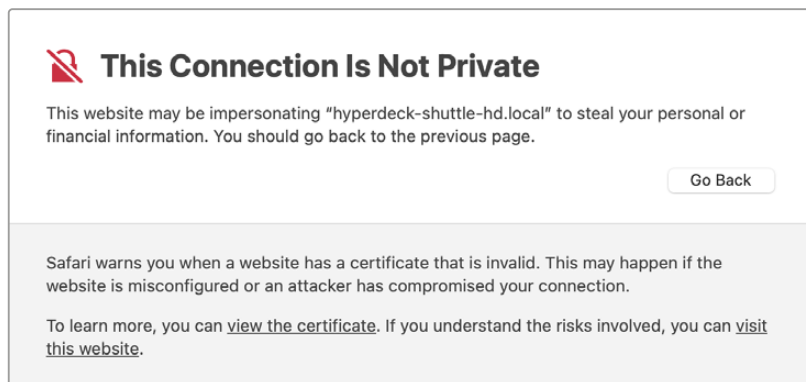 This Connection Is Not Private
This website may be impersonating “hyperdeck-shuttle-hd.local” to steal your personal or
financial information. You should go back to the previous page.
Go Back
Safari warns you when a website has a certificate that is invalid. This may happen if the
website is misconfigured or an attacker has compromised your connection.
To learn more, you can view the certificate. If you understand the risks involved, you can visit
this website.